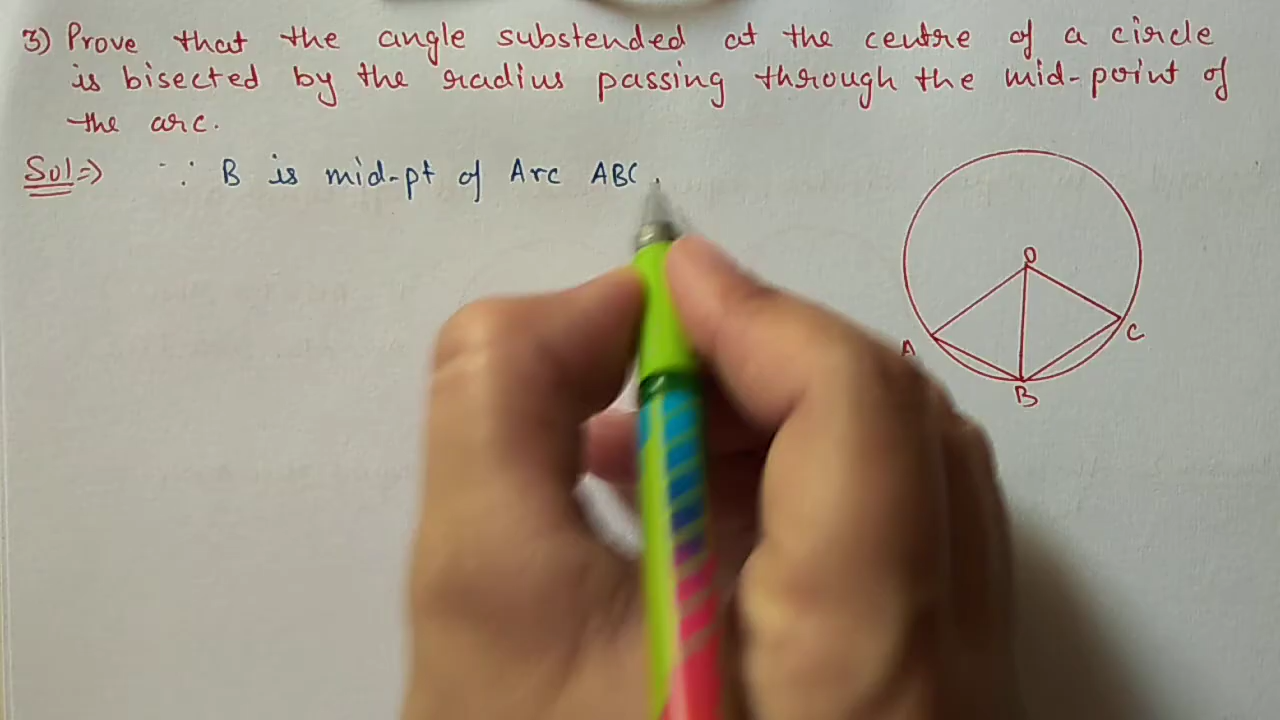 3) Prove that the angle substended at the centre of a circle
is bisected by the radius passing through the mid-point of
the arc.
Sol=> ∵ B is mid-pt of Arc ABC.
O
A
C
B